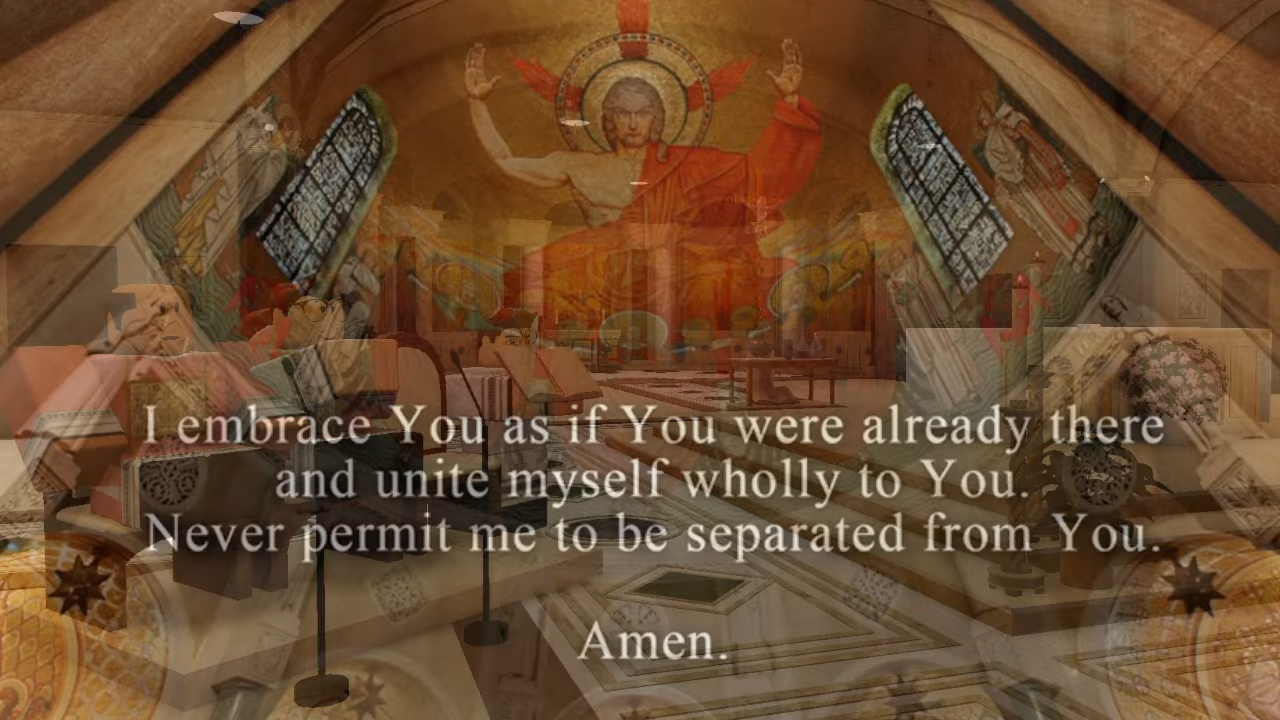 I embrace You as if You were already there
and unite myself wholly to You.
Never permit me to be separated from You.
Amen.